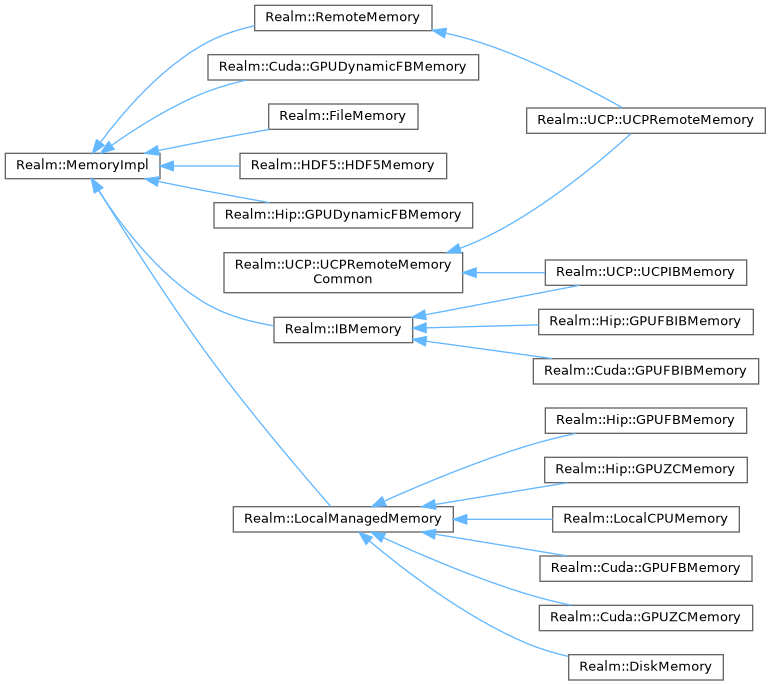 Realm::RemoteMemory
Realm::Cuda::GPUDynamicFBMemory
Realm::FileMemory
Realm::UCP::UCPRemoteMemory
Realm::MemoryImpl
Realm::HDF5::HDF5Memory
Realm::Hip::GPUDynamicFBMemory
Realm::UCP::UCPRemoteMemory
Common
Realm::UCP::UCPIBMemory
Realm::IBMemory
Realm::Hip::GPUFBIBMemory
Realm::Cuda::GPUFBIBMemory
Realm::Hip::GPUFBMemory
Realm::Hip::GPUZCMemory
Realm::LocalManagedMemory
Realm::LocalCPUMemory
Realm::Cuda::GPUFBMemory
Realm::Cuda::GPUZCMemory
Realm::DiskMemory